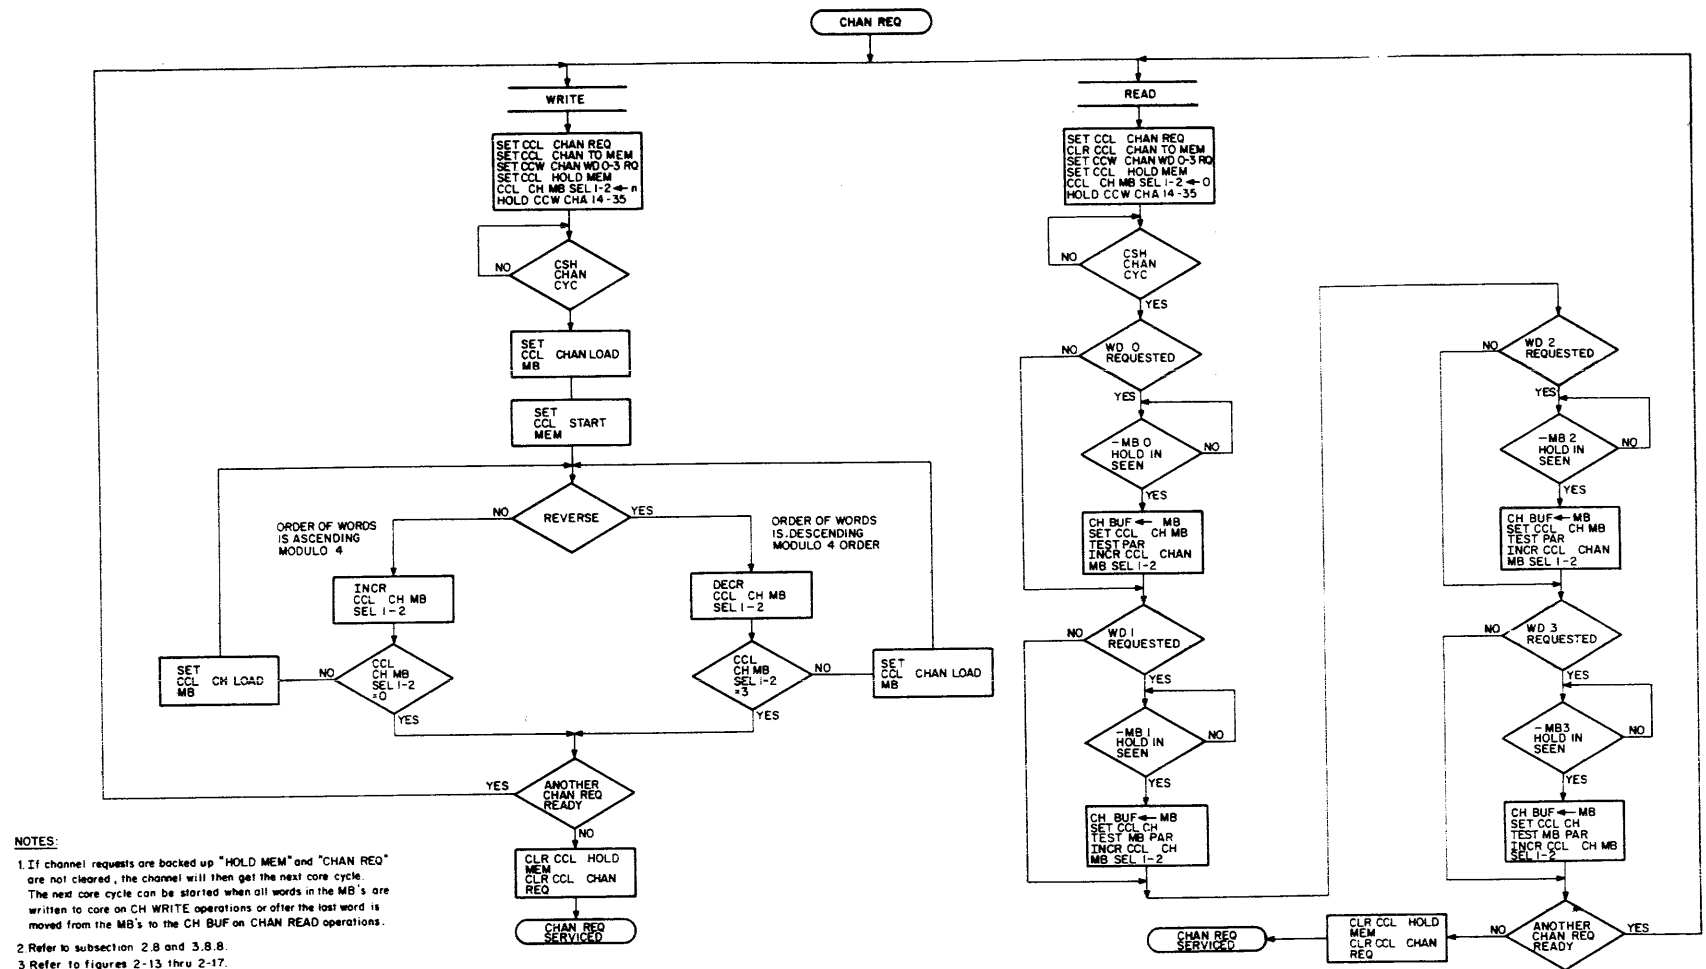 CHAN REQ
WRITE
SET CCL CHAN REQ
SET CCL CHAN TO MEM
SET CCW CHAN WD 0-3 RQ
SET CCL HOLD MEM
CCL CH MB SEL 1-2 ← n
HOLD CCW CHA 14-35
CSH
CHAN
CYC
NO
SET
CCL CHAN LOAD
MB
SET
CCL START
MEM
REVERSE
NO
YES
ORDER OF WORDS
IS ASCENDING
MODULO 4
ORDER OF WORDS
IS DESCENDING
MODULO 4 ORDER
INCR
CCL CH MB
SEL 1-2
DECR
CCL CH MB
SEL 1-2
CCL
CH MB
SEL 1-2
=0
NO
YES
SET
CCL CH LOAD
MB
CCL
CH MB
SEL 1-2
=3
NO
YES
SET
CCL CHAN LOAD
MB
ANOTHER
CHAN REQ
READY
YES
NO
CLR CCL HOLD
MEM
CLR CCL CHAN
REQ
CHAN REQ
SERVICED
READ
SET CCL CHAN REQ
CLR CCL CHAN TO MEM
SET CCW CHAN WD 0-3 RQ
SET CCL HOLD MEM
CCL CH MB SEL 1-2 ← 0
HOLD CCW CHA 14-35
CSH
CHAN
CYC
NO
YES
WD 0
REQUESTED
NO
YES
-MB 0
HOLD IN
SEEN
NO
YES
CH BUF ← MB
SET CCL CH MB
TEST PAR
INCR CCL CHAN
MB SEL 1-2
WD 1
REQUESTED
NO
YES
-MB 1
HOLD IN
SEEN
NO
YES
CH BUF ← MB
SET CCL CH
TEST MB PAR
INCR CCL CH
MB SEL 1-2
WD 2
REQUESTED
NO
YES
-MB 2
HOLD IN
SEEN
NO
YES
CH BUF ← MB
SET CCL CH MB
TEST PAR
INCR CCL CHAN
MB SEL 1-2
WD 3
REQUESTED
NO
YES
-MB3
HOLD IN
SEEN
NO
YES
CH BUF ← MB
SET CCL CH
TEST MB PAR
INCR CCL CH MB
SEL 1-2
ANOTHER
CHAN REQ
READY
YES
NO
CLR CCL HOLD
MEM
CLR CCL CHAN
REQ
CHAN REQ
SERVICED
NOTES:
1. If channel requests are backed up "HOLD MEM" and "CHAN REQ"
are not cleared, the channel will then get the next core cycle.
The next core cycle can be started when all words in the MB's are
written to core on CH WRITE operations or after the last word is
moved from the MB's to the CH BUF on CHAN READ operations.
2. Refer to subsection 2.8 and 3.8.8.
3. Refer to figures 2-13 thru 2-17.